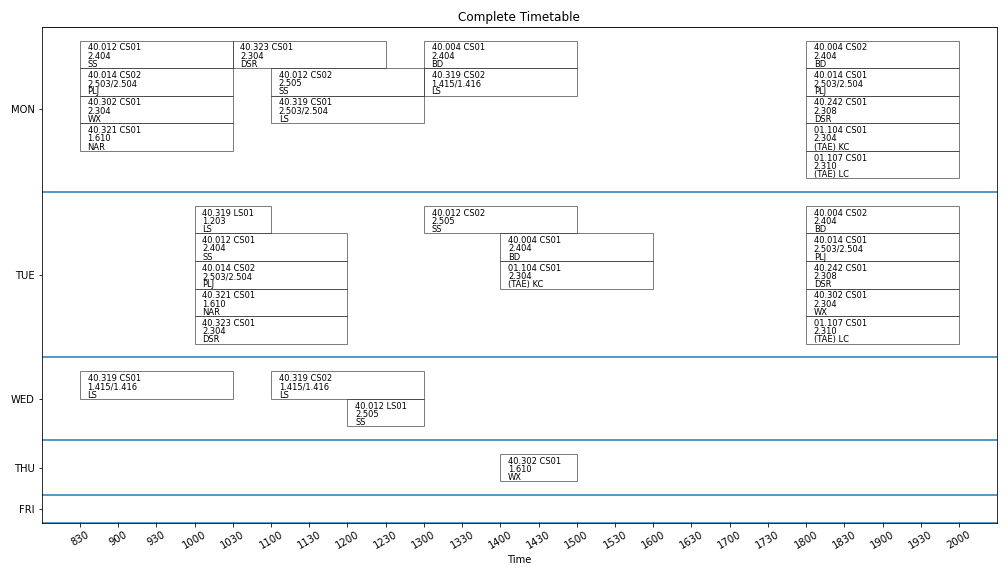 Complete Timetable
MON
40.012 CS01
2.404
SS
40.323 CS01
2.304
DSR
40.004 CS01
2.404
BD
40.004 CS02
2.404
BD
40.014 CS02
2.503/2.504
PLJ
40.012 CS02
2.505
SS
40.319 CS02
1.415/1.416
LS
40.014 CS01
2.503/2.504
PLJ
40.302 CS01
2.304
WX
40.319 CS01
2.503/2.504
LS
40.242 CS01
2.308
DSR
40.321 CS01
1.610
NAR
01.104 CS01
2.304
(TAE) KC
01.107 CS01
2.310
(TAE) LC
TUE
40.319 LS01
1.203
LS
40.012 CS02
2.505
SS
40.004 CS02
2.404
BD
40.012 CS01
2.404
SS
40.004 CS01
2.404
BD
40.014 CS01
2.503/2.504
PLJ
40.014 CS02
2.503/2.504
PLJ
01.104 CS01
2.304
(TAE) KC
40.242 CS01
2.308
DSR
40.321 CS01
1.610
NAR
40.302 CS01
2.304
WX
40.323 CS01
2.304
DSR
01.107 CS01
2.310
(TAE) LC
WED
40.319 CS01
1.415/1.416
LS
40.319 CS02
1.415/1.416
LS
40.012 LS01
2.505
SS
THU
40.302 CS01
1.610
WX
FRI
830 900 930 1000 1030 1100 1130 1200 1230 1300 1330 1400 1430 1500 1530 1600 1630 1700 1730 1800 1830 1900 1930 2000
Time